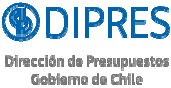 DIPRES
Dirección de Presupuestos
Gobierno de Chile